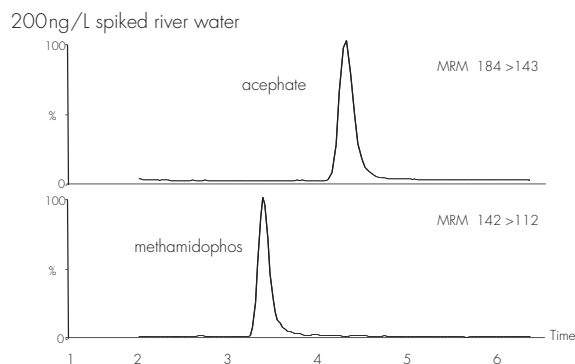 200ng/L spiked river water
100
MRM 184 >143
acephate
%
0
100
MRM 142 >112
methamidophos
%
0
Time
1 2 3 4 5 6